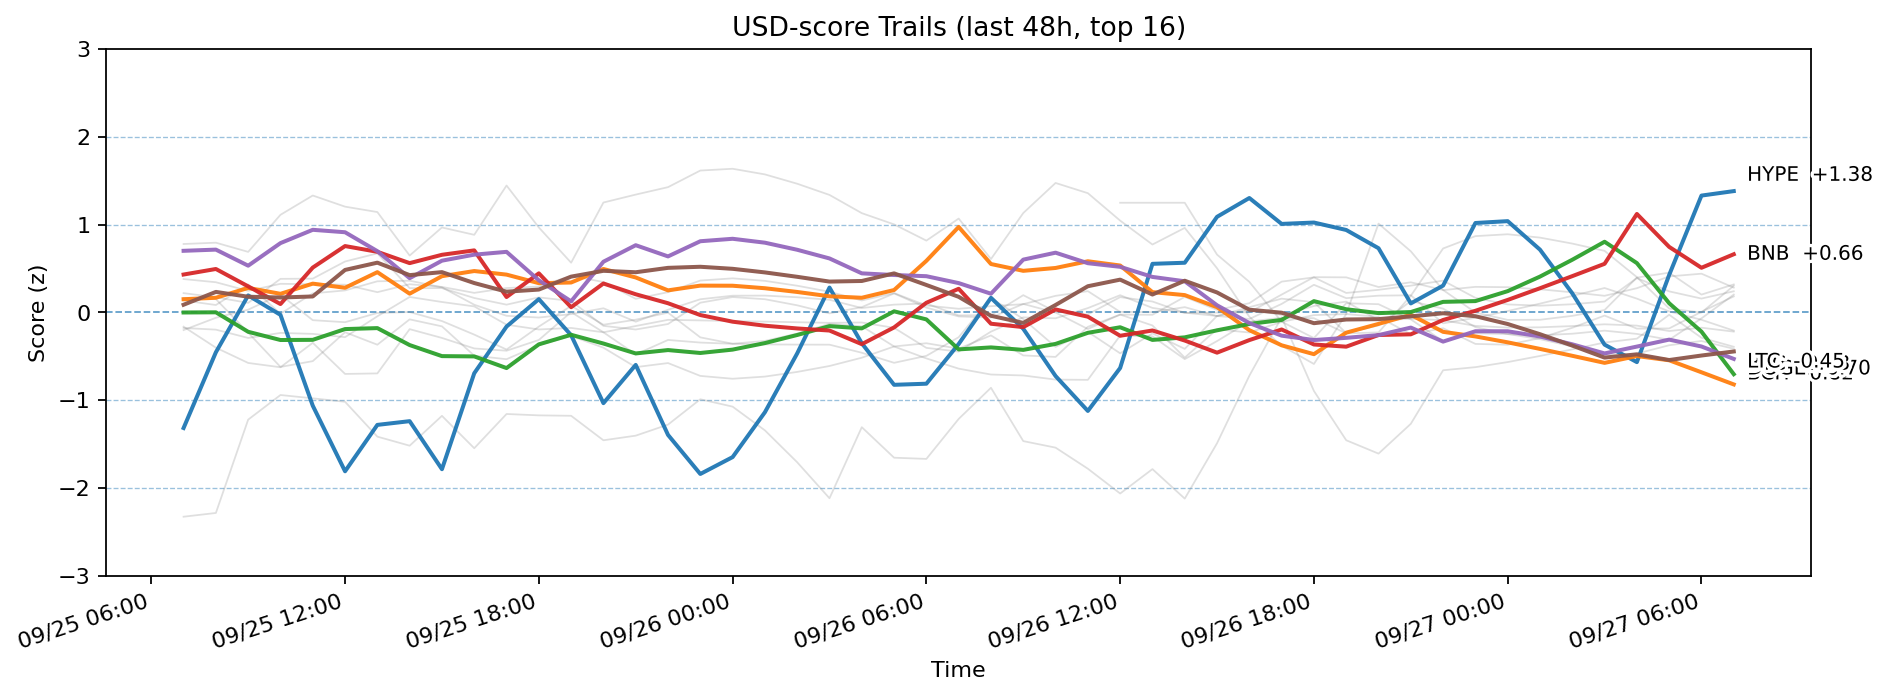 USD-score Trails (last 48h, top 16)
Score (z)
3
2
1
0
−1
−2
−3
HYPE +1.38
BNB +0.66
LTC -0.45
09/25 06:00
09/25 12:00
09/25 18:00
09/26 00:00
09/26 06:00
09/26 12:00
09/26 18:00
09/27 00:00
09/27 06:00
Time